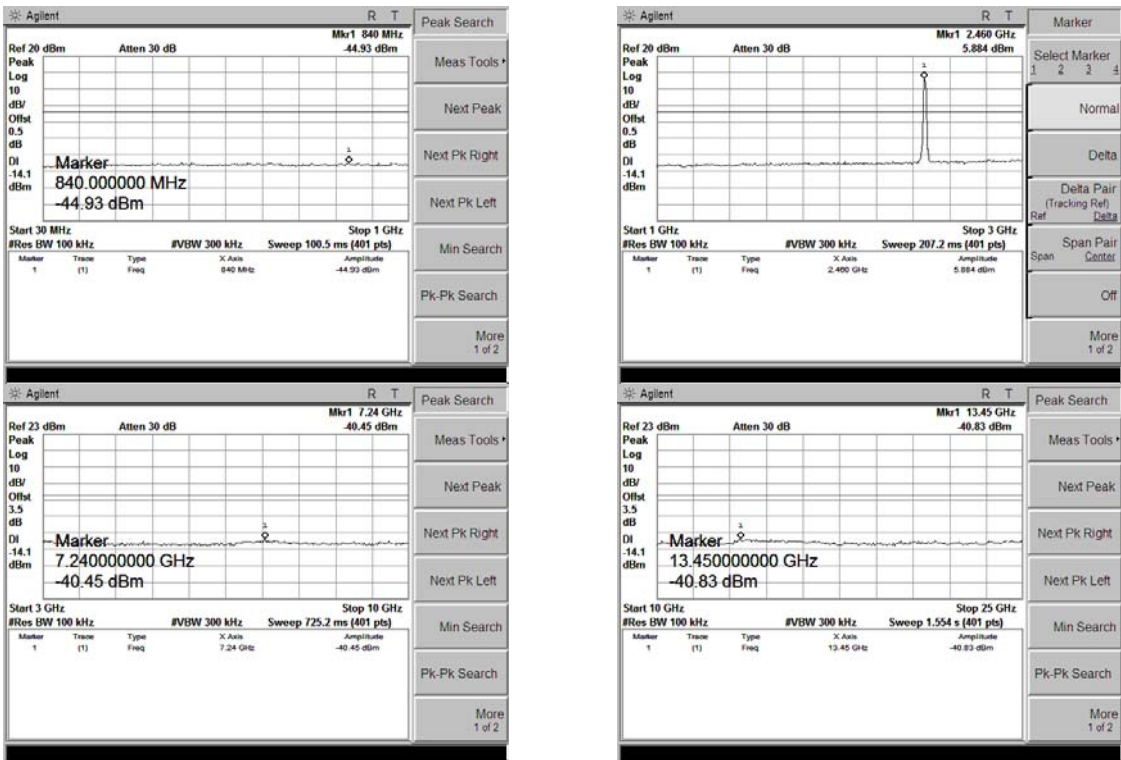 Agilent R T
Peak Search
Mkr1 840 MHz
Ref 20 dBm Atten 30 dB -44.93 dBm
Peak
Log
10
dB/
Offst
0.5
dB
DI
-14.1
dBm
1
Marker
840.000000 MHz
-44.93 dBm
Start 30 MHz Stop 1 GHz
#Res BW 100 kHz #VBW 300 kHz Sweep 100.5 ms (401 pts)
Marker Trace Type X Axis Amplitude
1 (1) Freq 840 MHz -44.93 dBm
Meas Tools
Next Peak
Next Pk Right
Next Pk Left
Min Search
Pk-Pk Search
More
1 of 2
Agilent R T
Marker
Mkr1 2.460 GHz
Ref 20 dBm Atten 30 dB 5.884 dBm
Peak
Log
10
dB/
Offst
0.5
dB
DI
-14.1
dBm
1
Start 1 GHz Stop 3 GHz
#Res BW 100 kHz #VBW 300 kHz Sweep 207.2 ms (401 pts)
Marker Trace Type X Axis Amplitude
1 (1) Freq 2.460 GHz 5.884 dBm
Select Marker
1 2 3 4
Normal
Delta
Delta Pair
(Tracking Ref)
Ref Delta
Span Pair
Span Center
Off
More
1 of 2
Agilent R T
Peak Search
Mkr1 7.24 GHz
Ref 23 dBm Atten 30 dB -40.45 dBm
Peak
Log
10
dB/
Offst
3.5
dB
DI
-14.1
dBm
1
Marker
7.240000000 GHz
-40.45 dBm
Start 3 GHz Stop 10 GHz
#Res BW 100 kHz #VBW 300 kHz Sweep 725.2 ms (401 pts)
Marker Trace Type X Axis Amplitude
1 (1) Freq 7.24 GHz -40.45 dBm
Meas Tools
Next Peak
Next Pk Right
Next Pk Left
Min Search
Pk-Pk Search
More
1 of 2
Agilent R T
Peak Search
Mkr1 13.45 GHz
Ref 23 dBm Atten 30 dB -40.83 dBm
Peak
Log
10
dB/
Offst
3.5
dB
DI
-14.1
dBm
1
Marker
13.450000000 GHz
-40.83 dBm
Start 10 GHz Stop 25 GHz
#Res BW 100 kHz #VBW 300 kHz Sweep 1.554 s (401 pts)
Marker Trace Type X Axis Amplitude
1 (1) Freq 13.45 GHz -40.83 dBm
Meas Tools
Next Peak
Next Pk Right
Next Pk Left
Min Search
Pk-Pk Search
More
1 of 2